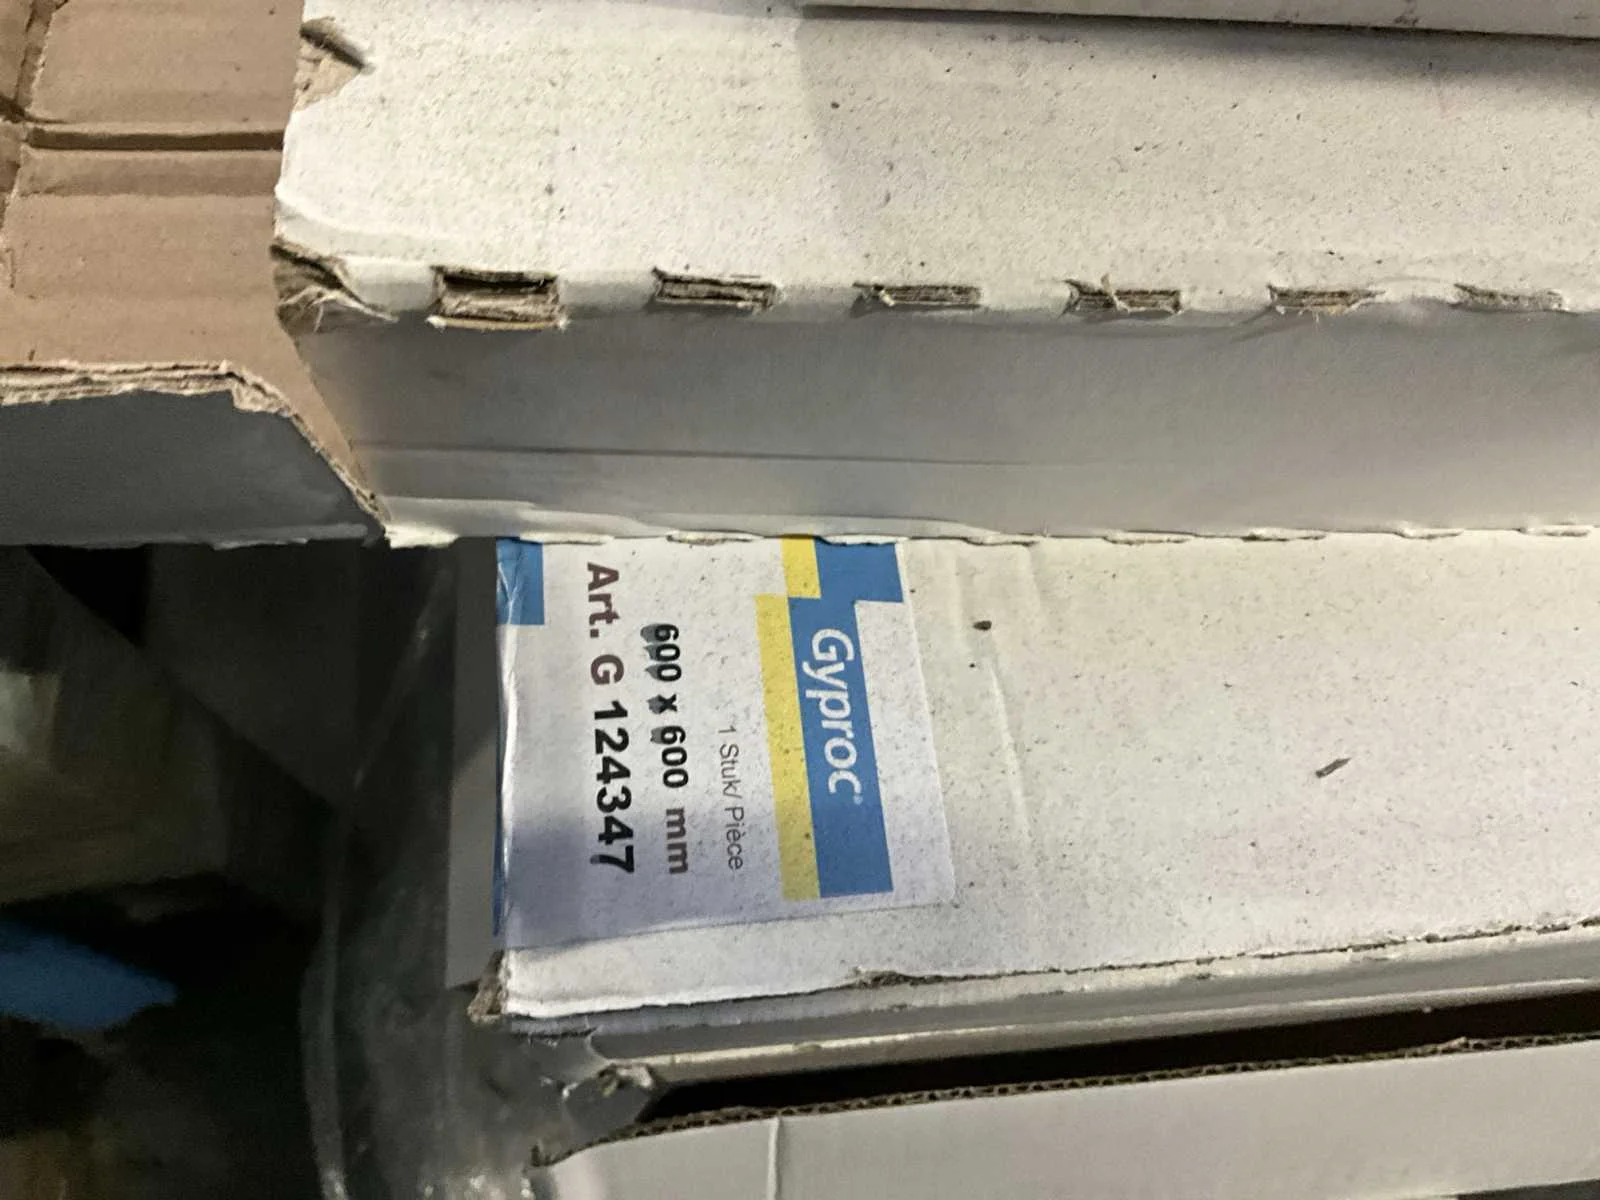 Gyproc®
1 Stuk/ Pièce
600 x 600 mm
Art. G 124347